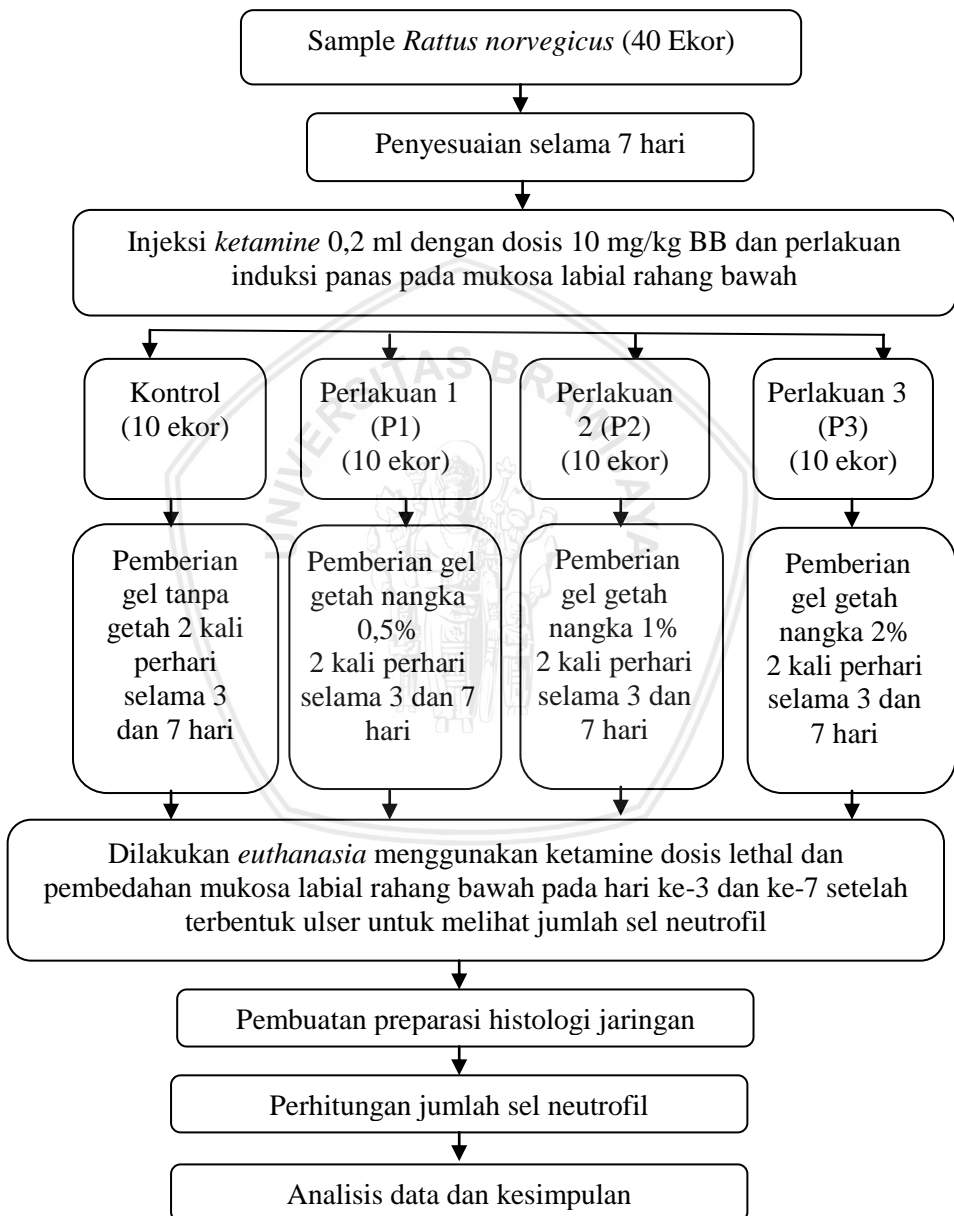 Sample Rattus norvegicus (40 Ekor)
Penyesuaian selama 7 hari
Injeksi ketamine 0,2 ml dengan dosis 10 mg/kg BB dan perlakuan
induksi panas pada mukosa labial rahang bawah
Kontrol
(10 ekor)
Perlakuan 1
(P1)
(10 ekor)
Perlakuan
2 (P2)
(10 ekor)
Perlakuan 3
(P3)
(10 ekor)
Pemberian
gel tanpa
getah 2 kali
perhari
selama 3
dan 7 hari
Pemberian gel
getah nangka
0,5%
2 kali perhari
selama 3 dan 7
hari
Pemberian
gel getah
nangka 1%
2 kali perhari
selama 3 dan
7 hari
Pemberian
gel getah
nangka 2%
2 kali perhari
selama 3 dan
7 hari
Dilakukan euthanasia menggunakan ketamine dosis lethal dan
pembedahan mukosa labial rahang bawah pada hari ke-3 dan ke-7 setelah
terbentuk ulser untuk melihat jumlah sel neutrofil
Pembuatan preparasi histologi jaringan
Perhitungan jumlah sel neutrofil
Analisis data dan kesimpulan
UNIVERSITAS BRAWIJAYA